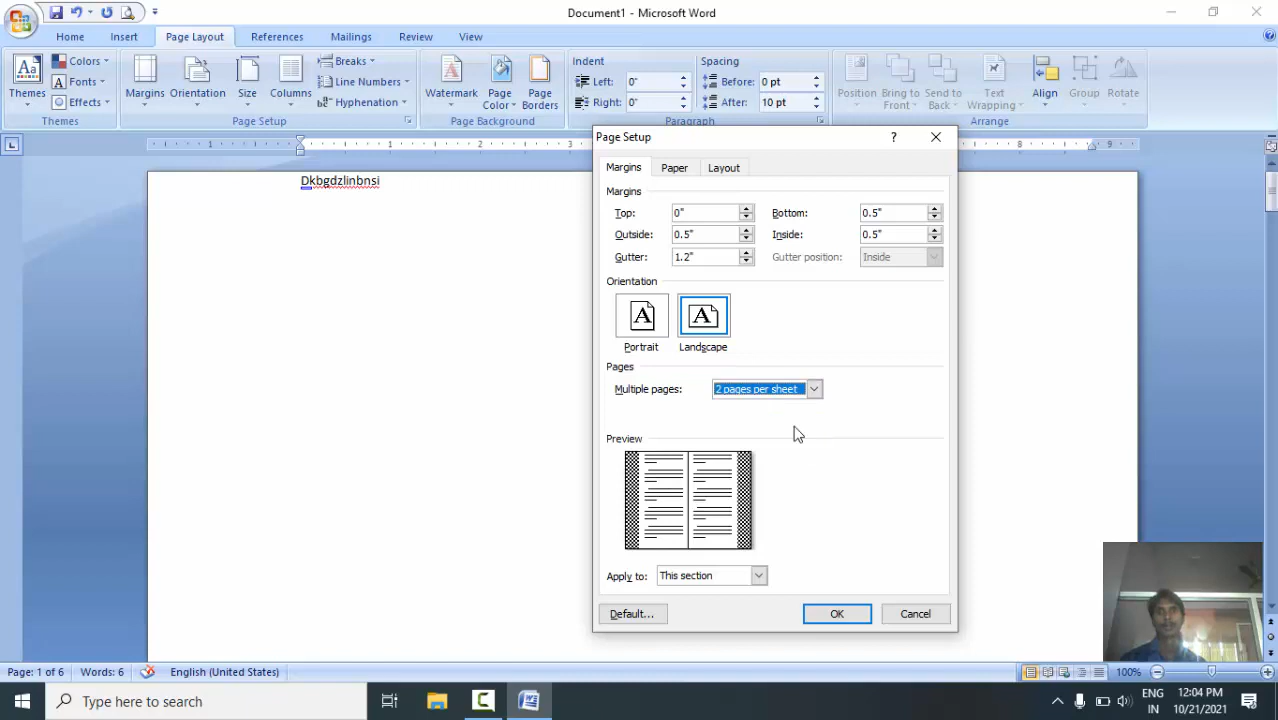 Document1 - Microsoft Word
Home Insert Page Layout References Mailings Review View
Themes
Colors
Fonts
Effects
Themes
Margins
Orientation
Size
Columns
Breaks
Line Numbers
Hyphenation
Page Setup
Watermark
Page Color
Page Borders
Page Background
Indent
Left: 0"
Right: 0"
Spacing
Before: 0 pt
After: 10 pt
Paragraph
Position
Bring to Front
Send to Back
Text Wrapping
Align
Group
Rotate
Arrange
1 1 2 3 8 9
Dkbgdzlinbnsi
Page Setup
Margins Paper Layout
Margins
Top: 0" Bottom: 0.5"
Outside: 0.5" Inside: 0.5"
Gutter: 1.2" Gutter position: Inside
Orientation
A A
Portrait Landscape
Pages
Multiple pages: 2 pages per sheet
Preview
Apply to: This section
Default... OK Cancel
Page: 1 of 6 Words: 6 English (United States) 100%
Type here to search
ENG
IN
12:04 PM
10/21/2021